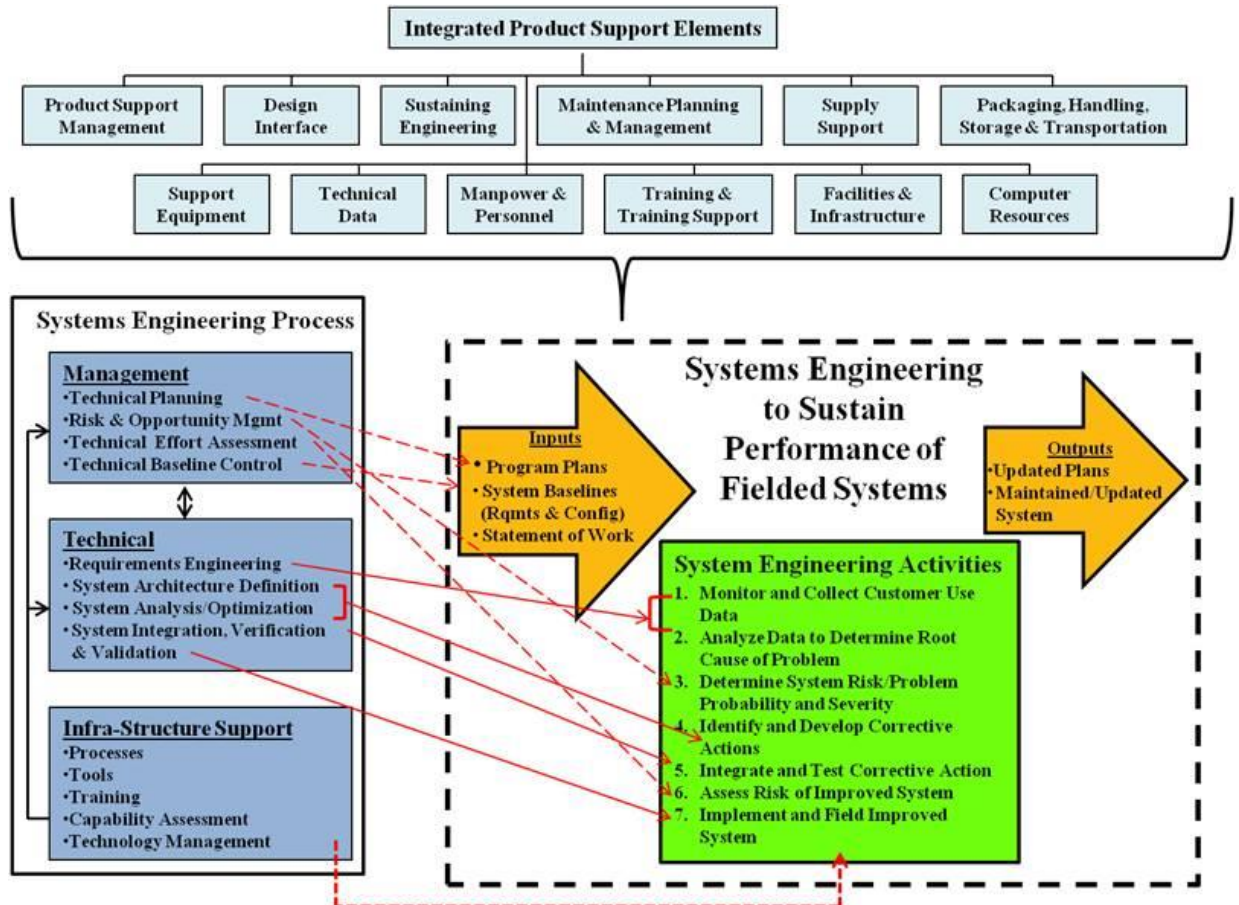 Integrated Product Support Elements
Product Support
Management
Design
Interface
Sustaining
Engineering
Maintenance Planning
& Management
Supply
Support
Packaging, Handling,
Storage & Transportation
Support
Equipment
Technical
Data
Manpower &
Personnel
Training &
Training Support
Facilities &
Infrastructure
Computer
Resources
Systems Engineering Process
Management
•Technical Planning
•Risk & Opportunity Mgmt
•Technical Effort Assessment
•Technical Baseline Control
Technical
•Requirements Engineering
•System Architecture Definition
•System Analysis/Optimization
•System Integration, Verification
& Validation
Infra-Structure Support
•Processes
•Tools
•Training
•Capability Assessment
•Technology Management
Systems Engineering
to Sustain
Performance of
Fielded Systems
Inputs
• Program Plans
•System Baselines
(Rqmts & Config)
•Statement of Work
Outputs
•Updated Plans
•Maintained/Updated
System
System Engineering Activities
1. Monitor and Collect Customer Use
Data
2. Analyze Data to Determine Root
Cause of Problem
3. Determine System Risk/Problem
Probability and Severity
4. Identify and Develop Corrective
Actions
5. Integrate and Test Corrective Action
6. Assess Risk of Improved System
7. Implement and Field Improved
System